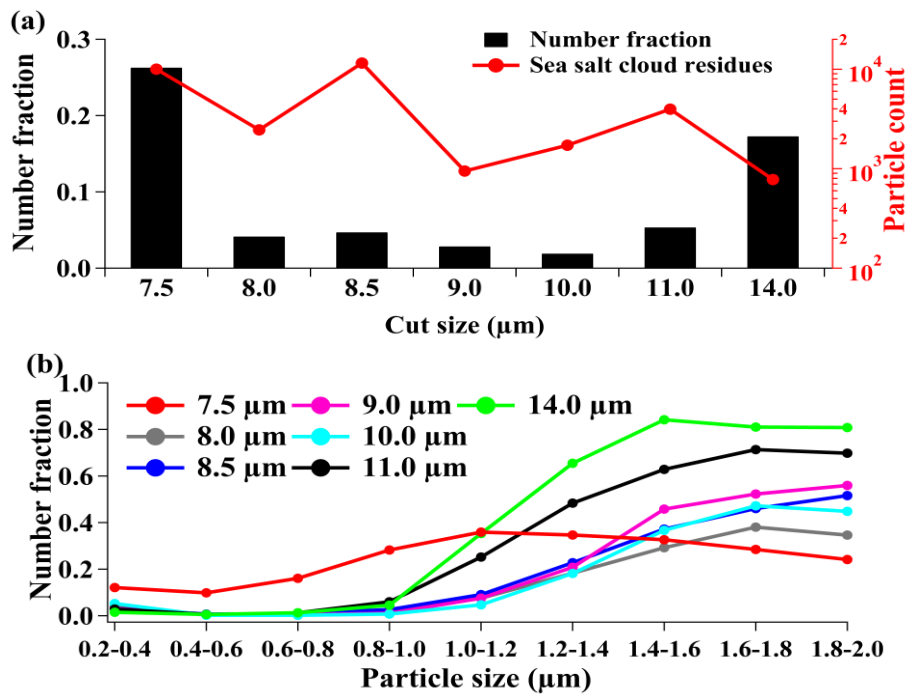 (a)
Number fraction
0.3
0.2
0.1
0.0
Number fraction
Sea salt cloud residues
2
10^4
4
2
10^3
4
2
10^2
Particle count
7.5 8.0 8.5 9.0 10.0 11.0 14.0
Cut size (µm)
(b)
Number fraction
1.0
0.8
0.6
0.4
0.2
0.0
7.5 µm 9.0 µm 14.0 µm
8.0 µm 10.0 µm
8.5 µm 11.0 µm
0.2-0.4 0.4-0.6 0.6-0.8 0.8-1.0 1.0-1.2 1.2-1.4 1.4-1.6 1.6-1.8 1.8-2.0
Particle size (µm)